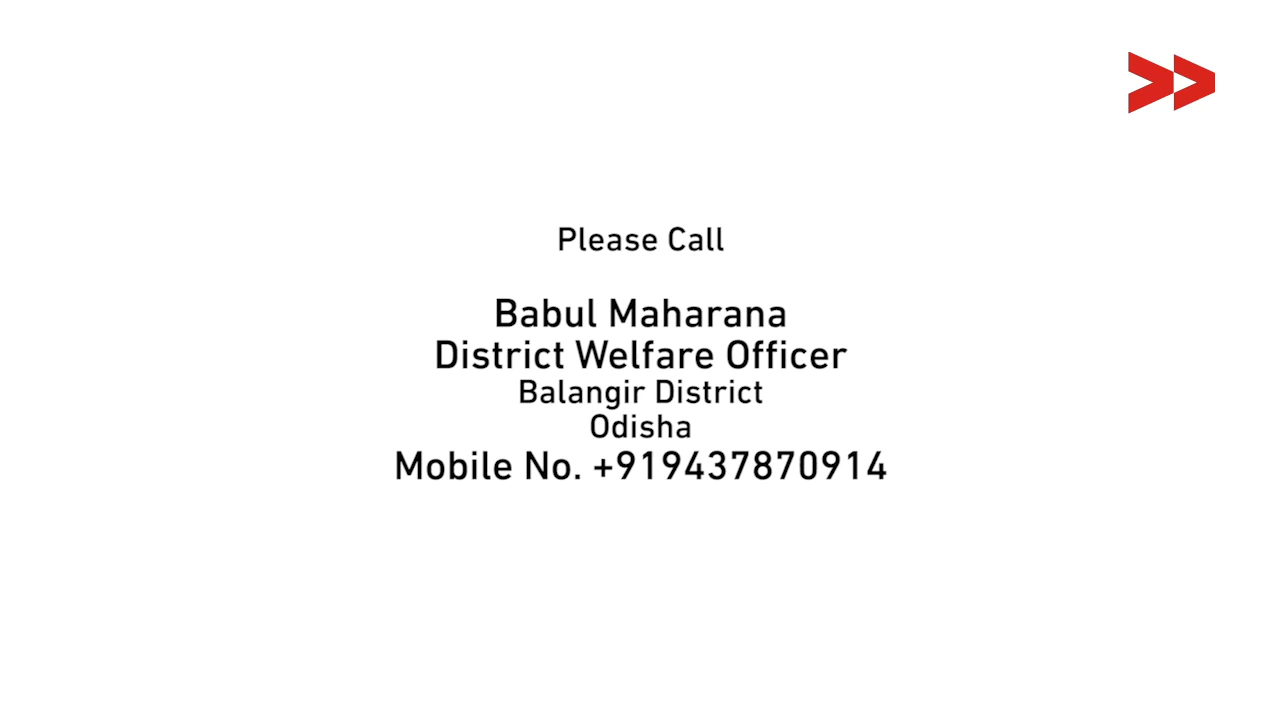 Please Call
Babul Maharana
District Welfare Officer
Balangir District
Odisha
Mobile No. +919437870914